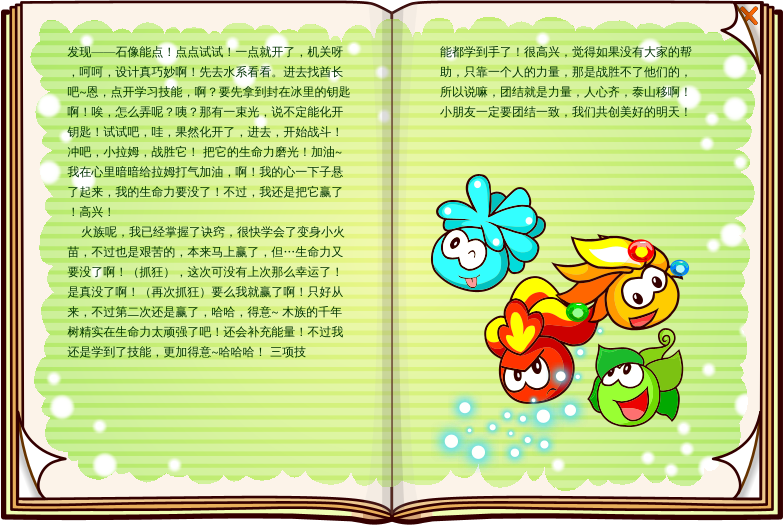 发现——石像能点！点点试试！一点就开了，机关呀
，呵呵，设计真巧妙啊！先去水系看看。进去找酋长
吧~恩，点开学习技能，啊？要先拿到封在冰里的钥匙
啊！唉，怎么弄呢？咦？那有一束光，说不定能化开
钥匙！试试吧，哇，果然化开了，进去，开始战斗！
冲吧，小拉姆，战胜它！ 把它的生命力磨光！加油~
我在心里暗暗给拉姆打气加油，啊！我的心一下子悬
了起来，我的生命力要没了！不过，我还是把它赢了
！高兴！
火族呢，我已经掌握了诀窍，很快学会了变身小火
苗，不过也是艰苦的，本来马上赢了，但…生命力又
要没了啊！（抓狂），这次可没有上次那么幸运了！
是真没了啊！（再次抓狂）要么我就赢了啊！只好从
来，不过第二次还是赢了，哈哈，得意~ 木族的千年
树精实在生命力太顽强了吧！还会补充能量！不过我
还是学到了技能，更加得意~哈哈哈！ 三项技
能都学到手了！很高兴，觉得如果没有大家的帮
助，只靠一个人的力量，那是战胜不了他们的，
所以说嘛，团结就是力量，人心齐，泰山移啊！
小朋友一定要团结一致，我们共创美好的明天！